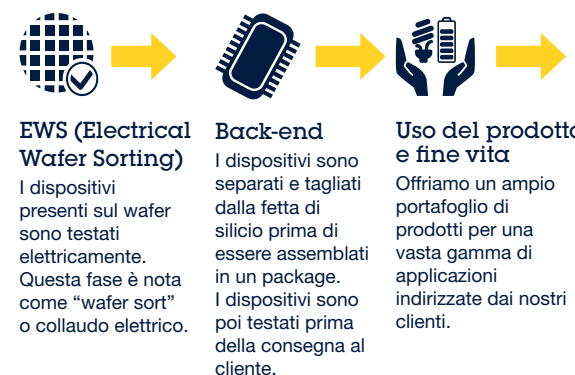 EWS (Electrical
Wafer Sorting)
I dispositivi
presenti sul wafer
sono testati
elettricamente.
Questa fase è nota
come “wafer sort”
o collaudo elettrico.
Back-end
I dispositivi sono
separati e tagliati
dalla fetta di
silicio prima di
essere assemblati
in un package.
I dispositivi sono
poi testati prima
della consegna al
cliente.
Uso del prodotto
e fine vita
Offriamo un ampio
portafoglio di
prodotti per una
vasta gamma di
applicazioni
indirizzate dai nostri
clienti.